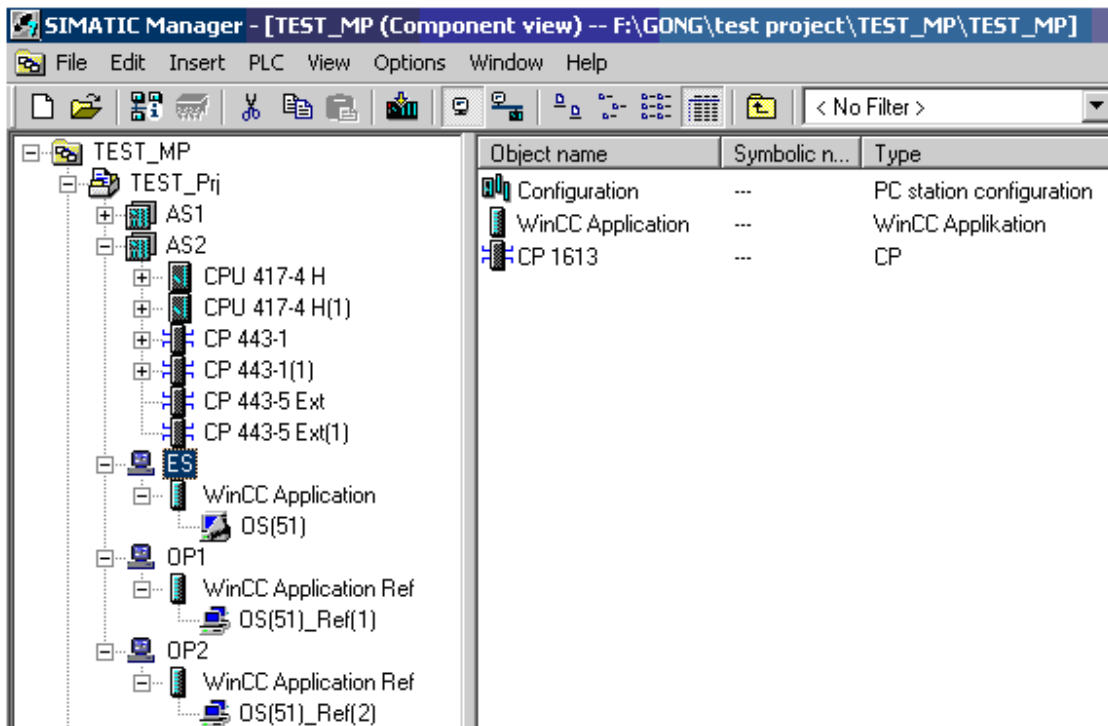 SIMATIC Manager - [TEST_MP (Component view) -- F:\GONG\test project\TEST_MP\TEST_MP]
File Edit Insert PLC View Options Window Help
< No Filter >
TEST_MP
TEST_Prj
AS1
AS2
CPU 417-4 H
CPU 417-4 H(1)
CP 443-1
CP 443-1(1)
CP 443-5 Ext
CP 443-5 Ext(1)
ES
WinCC Application
OS(51)
OP1
WinCC Application Ref
OS(51)_Ref(1)
OP2
WinCC Application Ref
OS(51)_Ref(2)
Object name Symbolic n... Type
Configuration --- PC station configuration
WinCC Application --- WinCC Applikation
CP 1613 --- CP